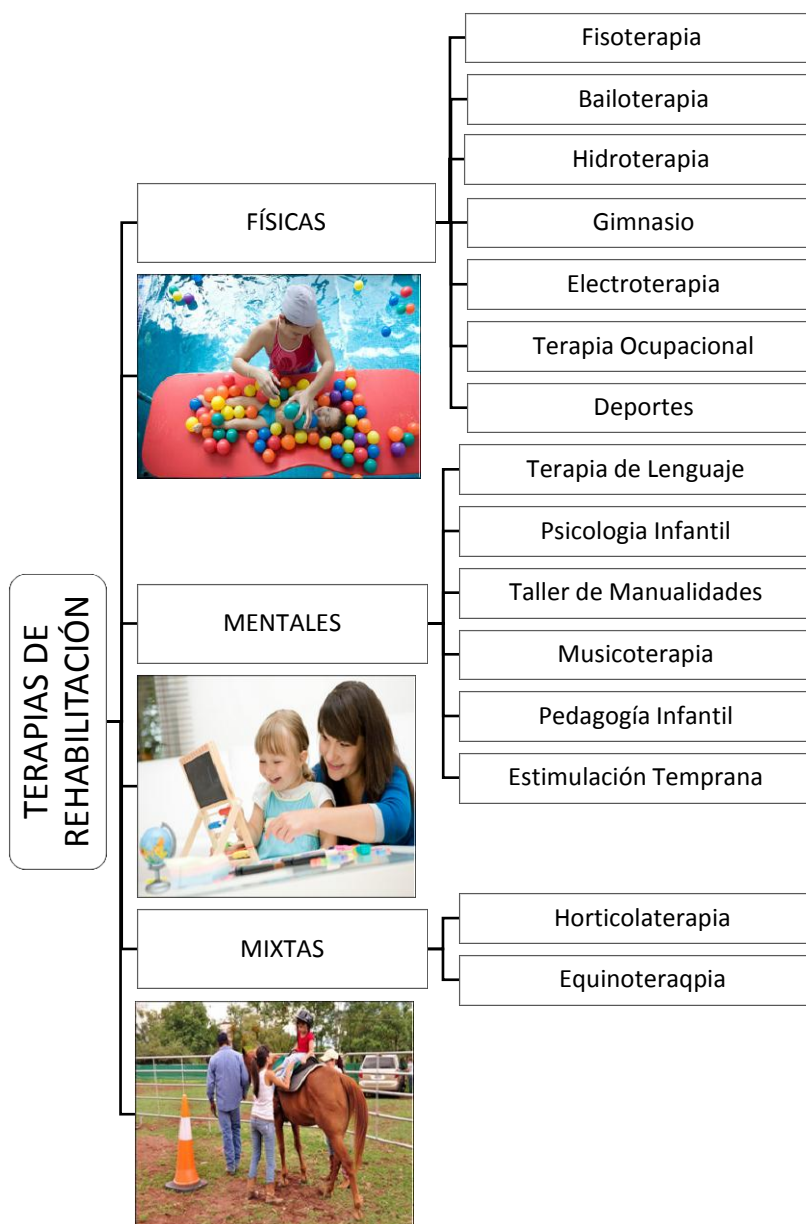 TERAPIAS DE
REHABILITACIÓN
FÍSICAS
Fisoterapia
Bailoterapia
Hidroterapia
Gimnasio
Electroterapia
Terapia Ocupacional
Deportes
MENTALES
Terapia de Lenguaje
Psicologia Infantil
Taller de Manualidades
Musicoterapia
Pedagogía Infantil
Estimulación Temprana
MIXTAS
Horticolaterapia
Equinoteraqpia